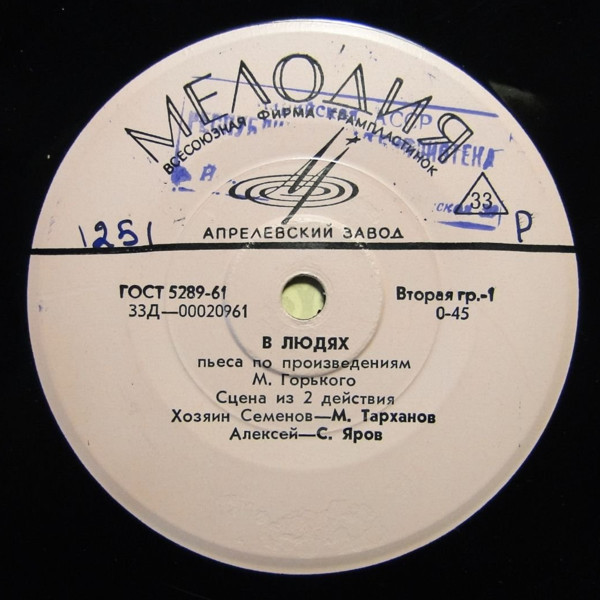 МЕЛОДИЯ
ВСЕСОЮЗНАЯ ФИРМА ГРАМПЛАСТИНОК
АССР
33
АПРЕЛЕВСКИЙ ЗАВОД
1251
Р
ГОСТ 5289-61
Вторая гр.-1
33Д—00020961
0-45
В ЛЮДЯХ
пьеса по произведениям
М. Горького
Сцена из 2 действия
Хозяин Семенов—М. Тарханов
Алексей—С. Яров